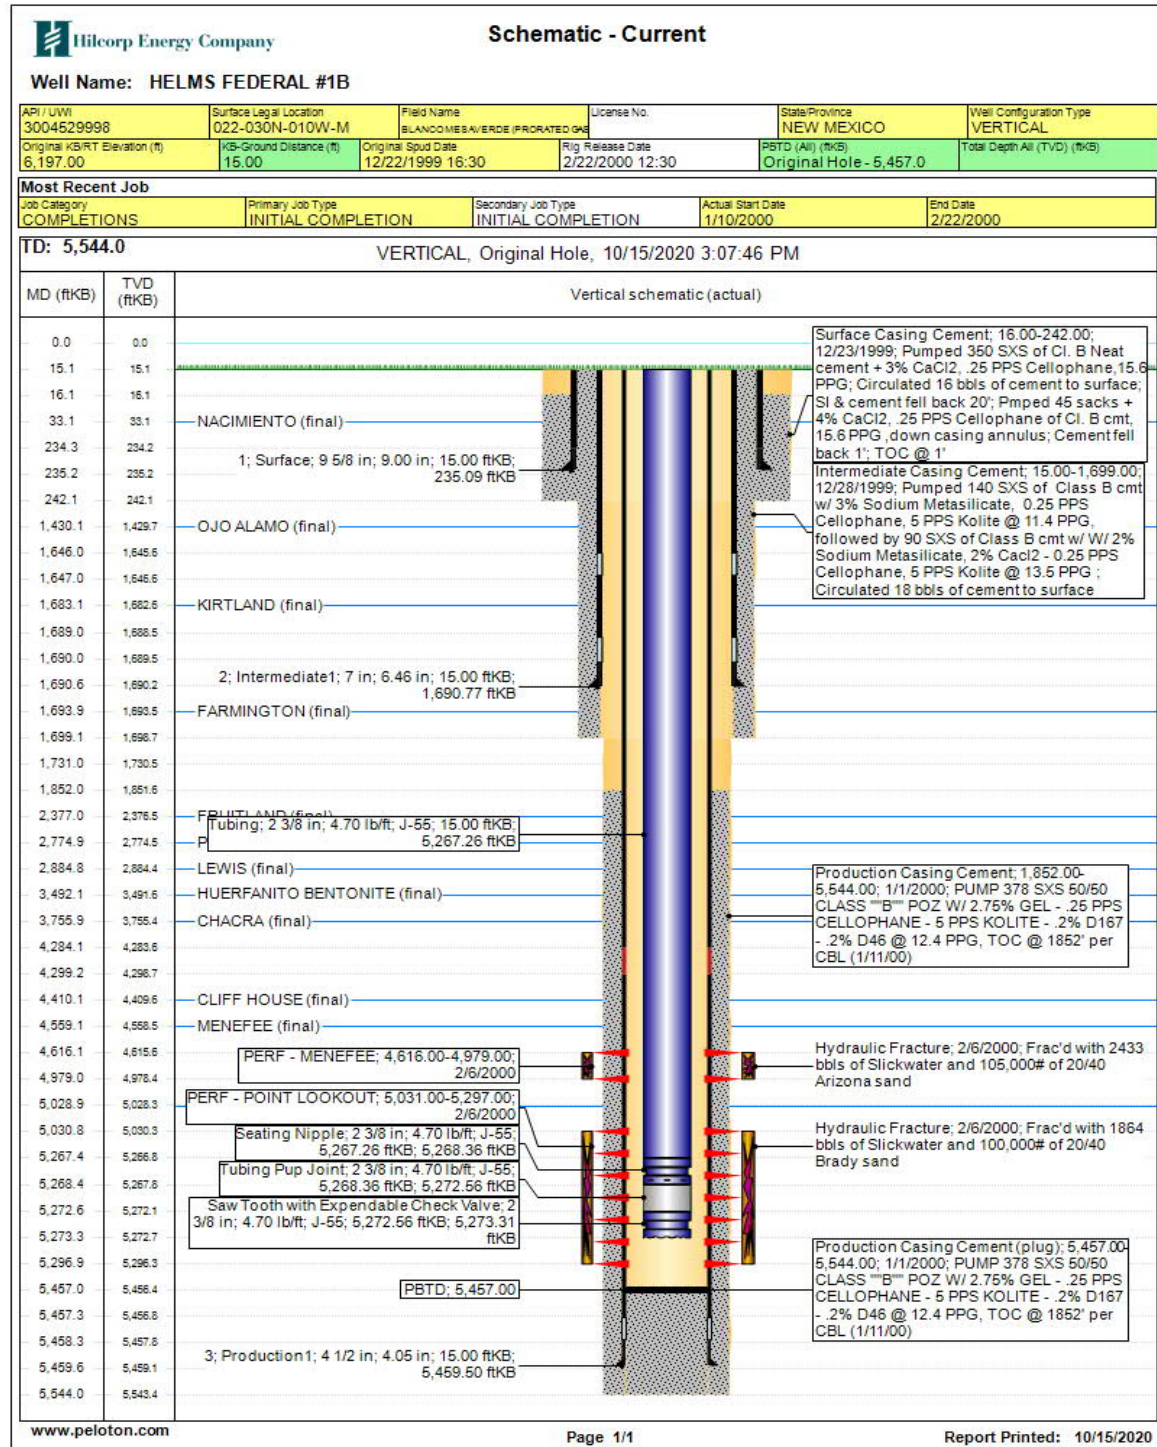 Hilcorp Energy Company
Schematic - Current
Well Name: HELMS FEDERAL #1B
API / UWI
3004529998
Surface Legal Location
022-030N-010W-M
Field Name
BLANCO MESAVERDE (PRORATED GAS
License No.
State/Province
NEW MEXICO
Well Configuration Type
VERTICAL
Original KB/RT Elevation (ft)
6,197.00
KB-Ground Distance (ft)
15.00
Original Spud Date
12/22/1999 16:30
Rig Release Date
2/22/2000 12:30
PBTD (All) (ftKB)
Original Hole - 5,457.0
Total Depth All (TVD) (ftKB)
Most Recent Job
Job Category
COMPLETIONS
Primary Job Type
INITIAL COMPLETION
Secondary Job Type
INITIAL COMPLETION
Actual Start Date
1/10/2000
End Date
2/22/2000
TD: 5,544.0
VERTICAL, Original Hole, 10/15/2020 3:07:46 PM
MD (ftKB)
TVD
(ftKB)
Vertical schematic (actual)
0.0 0.0
15.1 15.1
16.1 16.1
33.1 33.1
234.3 234.2
235.2 235.2
242.1 242.1
1,430.1 1,429.7
1,646.0 1,645.6
1,647.0 1,646.6
1,683.1 1,682.6
1,689.0 1,688.5
1,690.0 1,689.5
1,690.6 1,690.2
1,693.9 1,693.5
1,699.1 1,698.7
1,731.0 1,730.5
1,852.0 1,851.6
2,377.0 2,376.5
2,774.9 2,774.5
2,884.8 2,884.4
3,492.1 3,491.6
3,755.9 3,755.4
4,284.1 4,283.6
4,299.2 4,298.7
4,410.1 4,409.6
4,559.1 4,558.5
4,616.1 4,615.6
4,979.0 4,978.4
5,028.9 5,028.3
5,030.8 5,030.3
5,267.4 5,266.8
5,268.4 5,267.8
5,272.6 5,272.1
5,273.3 5,272.7
5,296.9 5,296.3
5,457.0 5,456.4
5,457.3 5,456.8
5,458.3 5,457.8
5,459.6 5,459.1
5,544.0 5,543.4
NACIMIENTO (final)
1; Surface; 9 5/8 in; 9.00 in; 15.00 ftKB;
235.09 ftKB
OJO ALAMO (final)
KIRTLAND (final)
2; Intermediate1; 7 in; 6.46 in; 15.00 ftKB;
1,690.77 ftKB
FARMINGTON (final)
FRUITLAND (final)
Tubing; 2 3/8 in; 4.70 lb/ft; J-55; 15.00 ftKB;
5,267.26 ftKB
P
LEWIS (final)
HUERFANITO BENTONITE (final)
CHACRA (final)
CLIFF HOUSE (final)
MENEFEE (final)
PERF - MENEFEE; 4,616.00-4,979.00;
2/6/2000
PERF - POINT LOOKOUT; 5,031.00-5,297.00;
2/6/2000
Seating Nipple; 2 3/8 in; 4.70 lb/ft; J-55;
5,267.26 ftKB; 5,268.36 ftKB
Tubing Pup Joint; 2 3/8 in; 4.70 lb/ft; J-55;
5,268.36 ftKB; 5,272.56 ftKB
Saw Tooth with Expendable Check Valve; 2
3/8 in; 4.70 lb/ft; J-55; 5,272.56 ftKB; 5,273.31
ftKB
PBTD; 5,457.00
3; Production1; 4 1/2 in; 4.05 in; 15.00 ftKB;
5,459.50 ftKB
Surface Casing Cement; 16.00-242.00;
12/23/1999; Pumped 350 SXS of Cl. B Neat
cement + 3% CaCl2, .25 PPS Cellophane,15.6
PPG; Circulated 16 bbls of cement to surface;
SI & cement fell back 20'; Pmped 45 sacks +
4% CaCl2, .25 PPS Cellophane of Cl. B cmt,
15.6 PPG ,down casing annulus; Cement fell
back 1'; TOC @ 1'
Intermediate Casing Cement; 15.00-1,699.00;
12/28/1999; Pumped 140 SXS of Class B cmt
w/ 3% Sodium Metasilicate, 0.25 PPS
Cellophane, 5 PPS Kolite @ 11.4 PPG,
followed by 90 SXS of Class B cmt w/ W/ 2%
Sodium Metasilicate, 2% Cacl2 - 0.25 PPS
Cellophane, 5 PPS Kolite @ 13.5 PPG ;
Circulated 18 bbls of cement to surface
Production Casing Cement; 1,852.00-
5,544.00; 1/1/2000; PUMP 378 SXS 50/50
CLASS ""B"" POZ W/ 2.75% GEL - .25 PPS
CELLOPHANE - 5 PPS KOLITE - .2% D167
- .2% D46 @ 12.4 PPG, TOC @ 1852' per
CBL (1/11/00)
Hydraulic Fracture; 2/6/2000; Frac'd with 2433
bbls of Slickwater and 105,000# of 20/40
Arizona sand
Hydraulic Fracture; 2/6/2000; Frac'd with 1864
bbls of Slickwater and 100,000# of 20/40
Brady sand
Production Casing Cement (plug); 5,457.00-
5,544.00; 1/1/2000; PUMP 378 SXS 50/50
CLASS ""B"" POZ W/ 2.75% GEL - .25 PPS
CELLOPHANE - 5 PPS KOLITE - .2% D167
- .2% D46 @ 12.4 PPG, TOC @ 1852' per
CBL (1/11/00)
www.peloton.com
Page 1/1
Report Printed: 10/15/2020